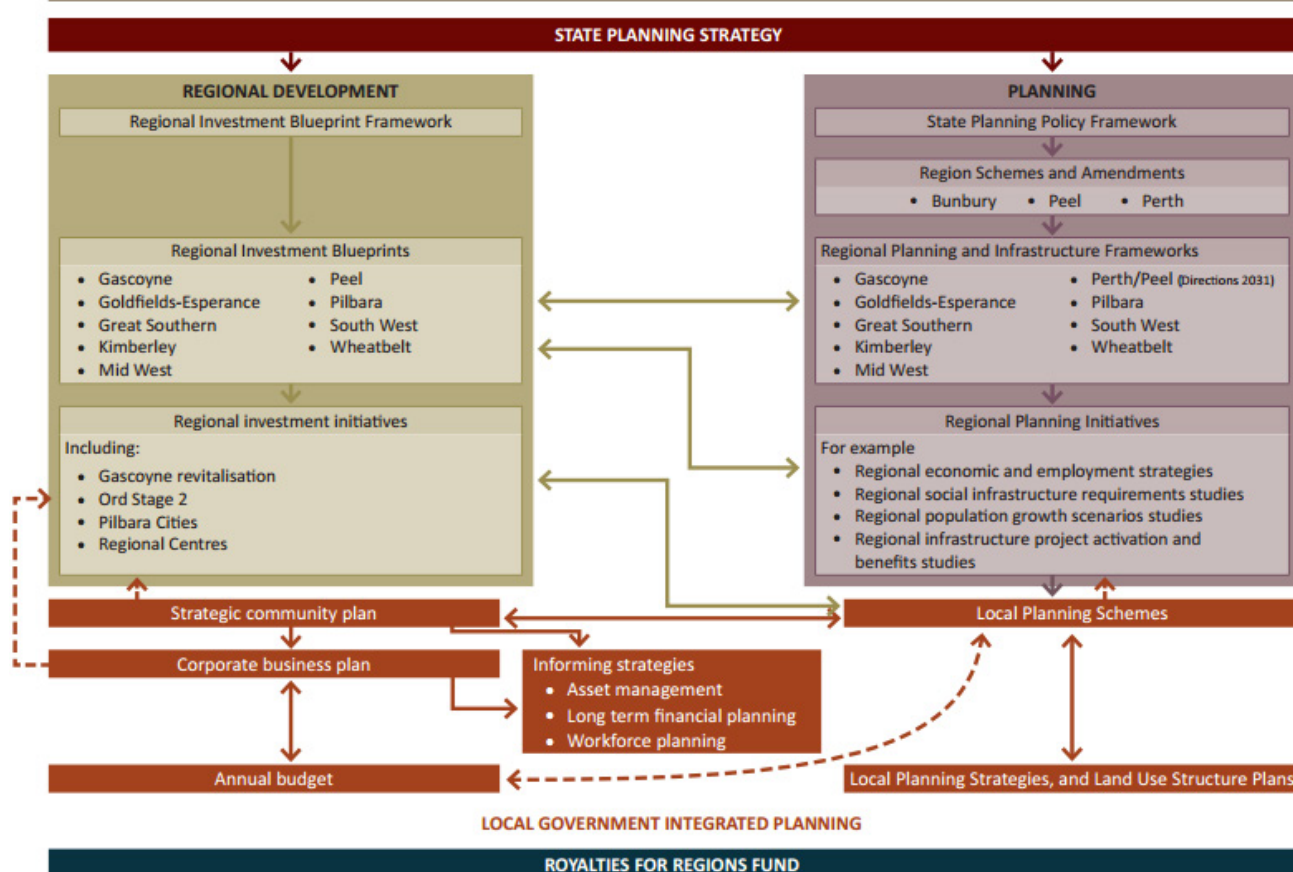 STATE PLANNING STRATEGY
REGIONAL DEVELOPMENT
Regional Investment Blueprint Framework
Regional Investment Blueprints
• Gascoyne
• Goldfields-Esperance
• Great Southern
• Kimberley
• Mid West
• Peel
• Pilbara
• South West
• Wheatbelt
Regional investment initiatives
Including:
• Gascoyne revitalisation
• Ord Stage 2
• Pilbara Cities
• Regional Centres
PLANNING
State Planning Policy Framework
Region Schemes and Amendments
• Bunbury • Peel • Perth
Regional Planning and Infrastructure Frameworks
• Gascoyne
• Goldfields-Esperance
• Great Southern
• Kimberley
• Mid West
• Perth/Peel (Directions 2031)
• Pilbara
• South West
• Wheatbelt
Regional Planning Initiatives
For example
• Regional economic and employment strategies
• Regional social infrastructure requirements studies
• Regional population growth scenarios studies
• Regional infrastructure project activation and
benefits studies
Strategic community plan
Corporate business plan
Annual budget
Informing strategies
• Asset management
• Long term financial planning
• Workforce planning
Local Planning Schemes
Local Planning Strategies, and Land Use Structure Plans
LOCAL GOVERNMENT INTEGRATED PLANNING
ROYALTIES FOR REGIONS FUND